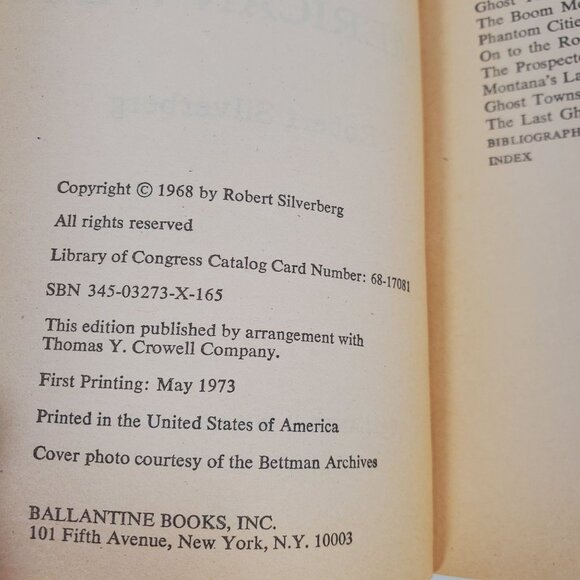 Copyright © 1968 by Robert Silverberg
All rights reserved
Library of Congress Catalog Card Number: 68-17081
SBN 345-03273-X-165
This edition published by arrangement with
Thomas Y. Crowell Company.
First Printing: May 1973
Printed in the United States of America
Cover photo courtesy of the Bettman Archives
BALLANTINE BOOKS, INC.
101 Fifth Avenue, New York, N.Y. 10003
Ghost
The Boom M
Phantom Citie
On to the Ro
The Prospect
Montana's La
Ghost Towns
The Last Gh
BIBLIOGRAPH
INDEX